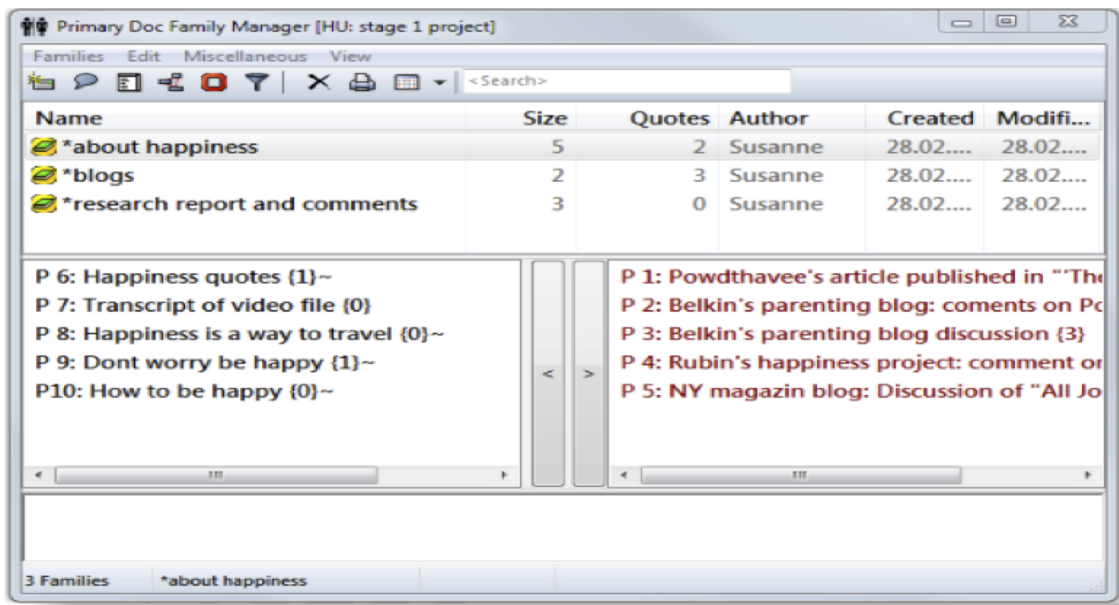 Primary Doc Family Manager [HU: stage 1 project]
Families Edit Miscellaneous View
<Search>
Name Size Quotes Author Created Modifi...
*about happiness 5 2 Susanne 28.02.... 28.02....
*blogs 2 3 Susanne 28.02.... 28.02....
*research report and comments 3 0 Susanne 28.02.... 28.02....
P 6: Happiness quotes {1}~
P 7: Transcript of video file {0}
P 8: Happiness is a way to travel {0}~
P 9: Dont worry be happy {1}~
P10: How to be happy {0}~
< >
P 1: Powdthavee's article published in "'The
P 2: Belkin's parenting blog: coments on Po
P 3: Belkin's parenting blog discussion {3}
P 4: Rubin's happiness project: comment or
P 5: NY magazin blog: Discussion of "All Jo
3 Families *about happiness